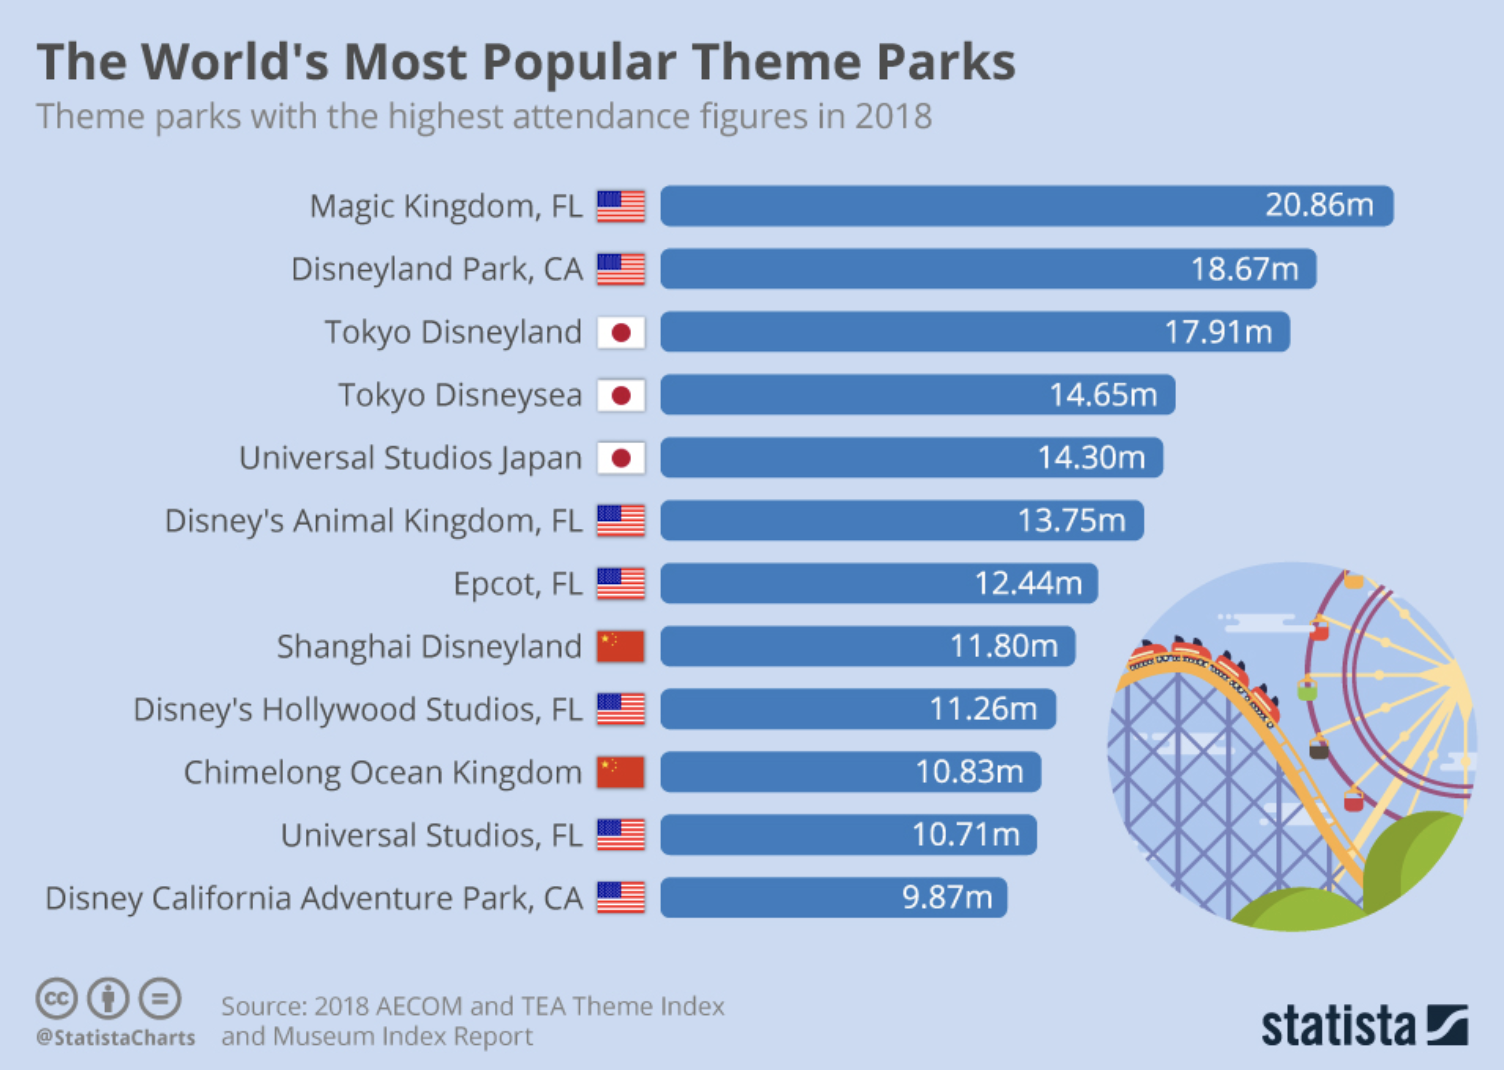 The World's Most Popular Theme Parks
Theme parks with the highest attendance figures in 2018
Magic Kingdom, FL 20.86m
Disneyland Park, CA 18.67m
Tokyo Disneyland 17.91m
Tokyo Disneysea 14.65m
Universal Studios Japan 14.30m
Disney's Animal Kingdom, FL 13.75m
Epcot, FL 12.44m
Shanghai Disneyland 11.80m
Disney's Hollywood Studios, FL 11.26m
Chimelong Ocean Kingdom 10.83m
Universal Studios, FL 10.71m
Disney California Adventure Park, CA 9.87m
cc =
@StatistaCharts
Source: 2018 AECOM and TEA Theme Index
and Museum Index Report
statista